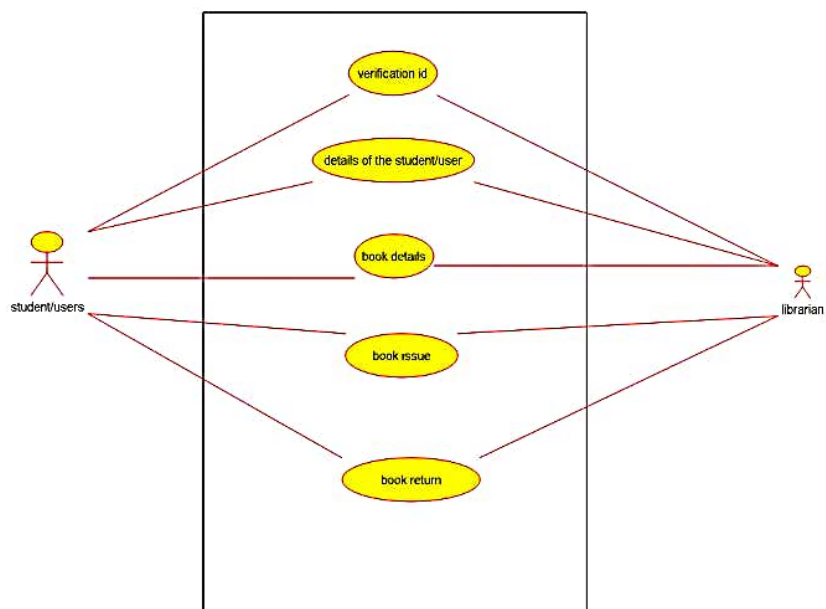 verification id
details of the student/user
book details
student/users
librarian
book issue
book return